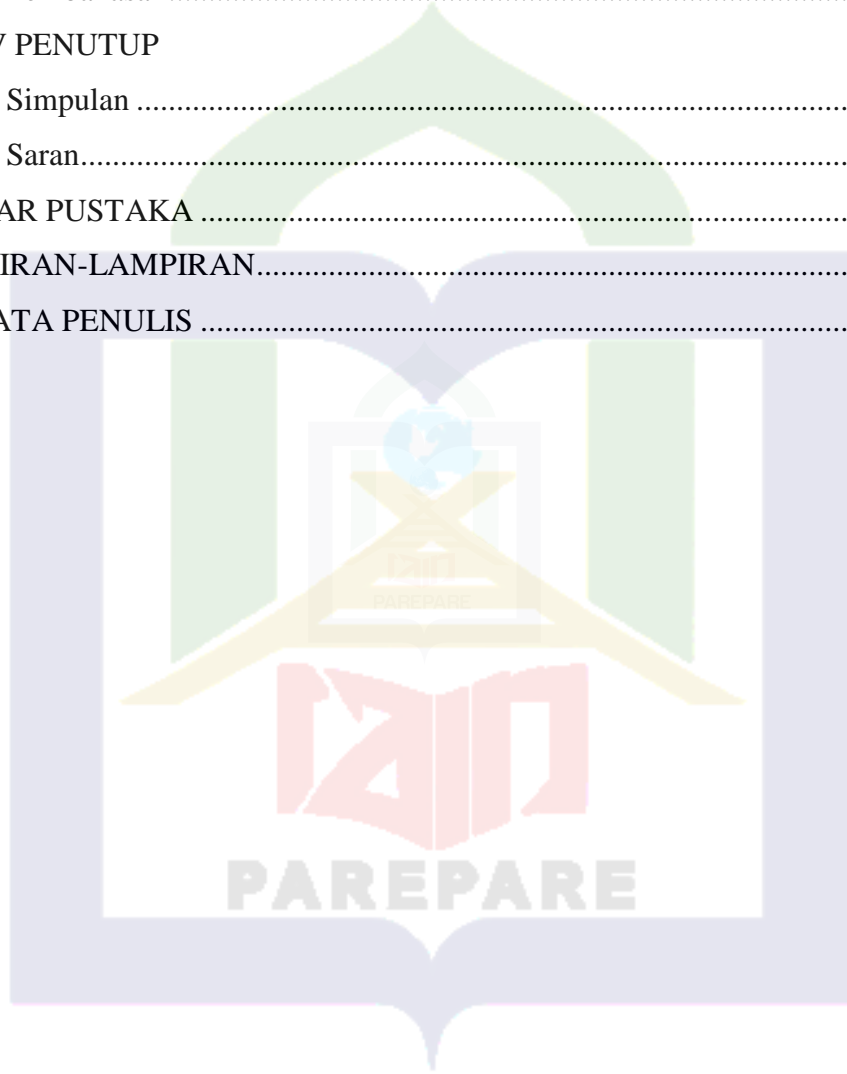 V PENUTUP
Simpulan ........................................................................................................
Saran................................................................................................................
AR PUSTAKA ................................................................................................
IRAN-LAMPIRAN........................................................................................
ATA PENULIS ...............................................................................................
PAREPARE
PAREPARE